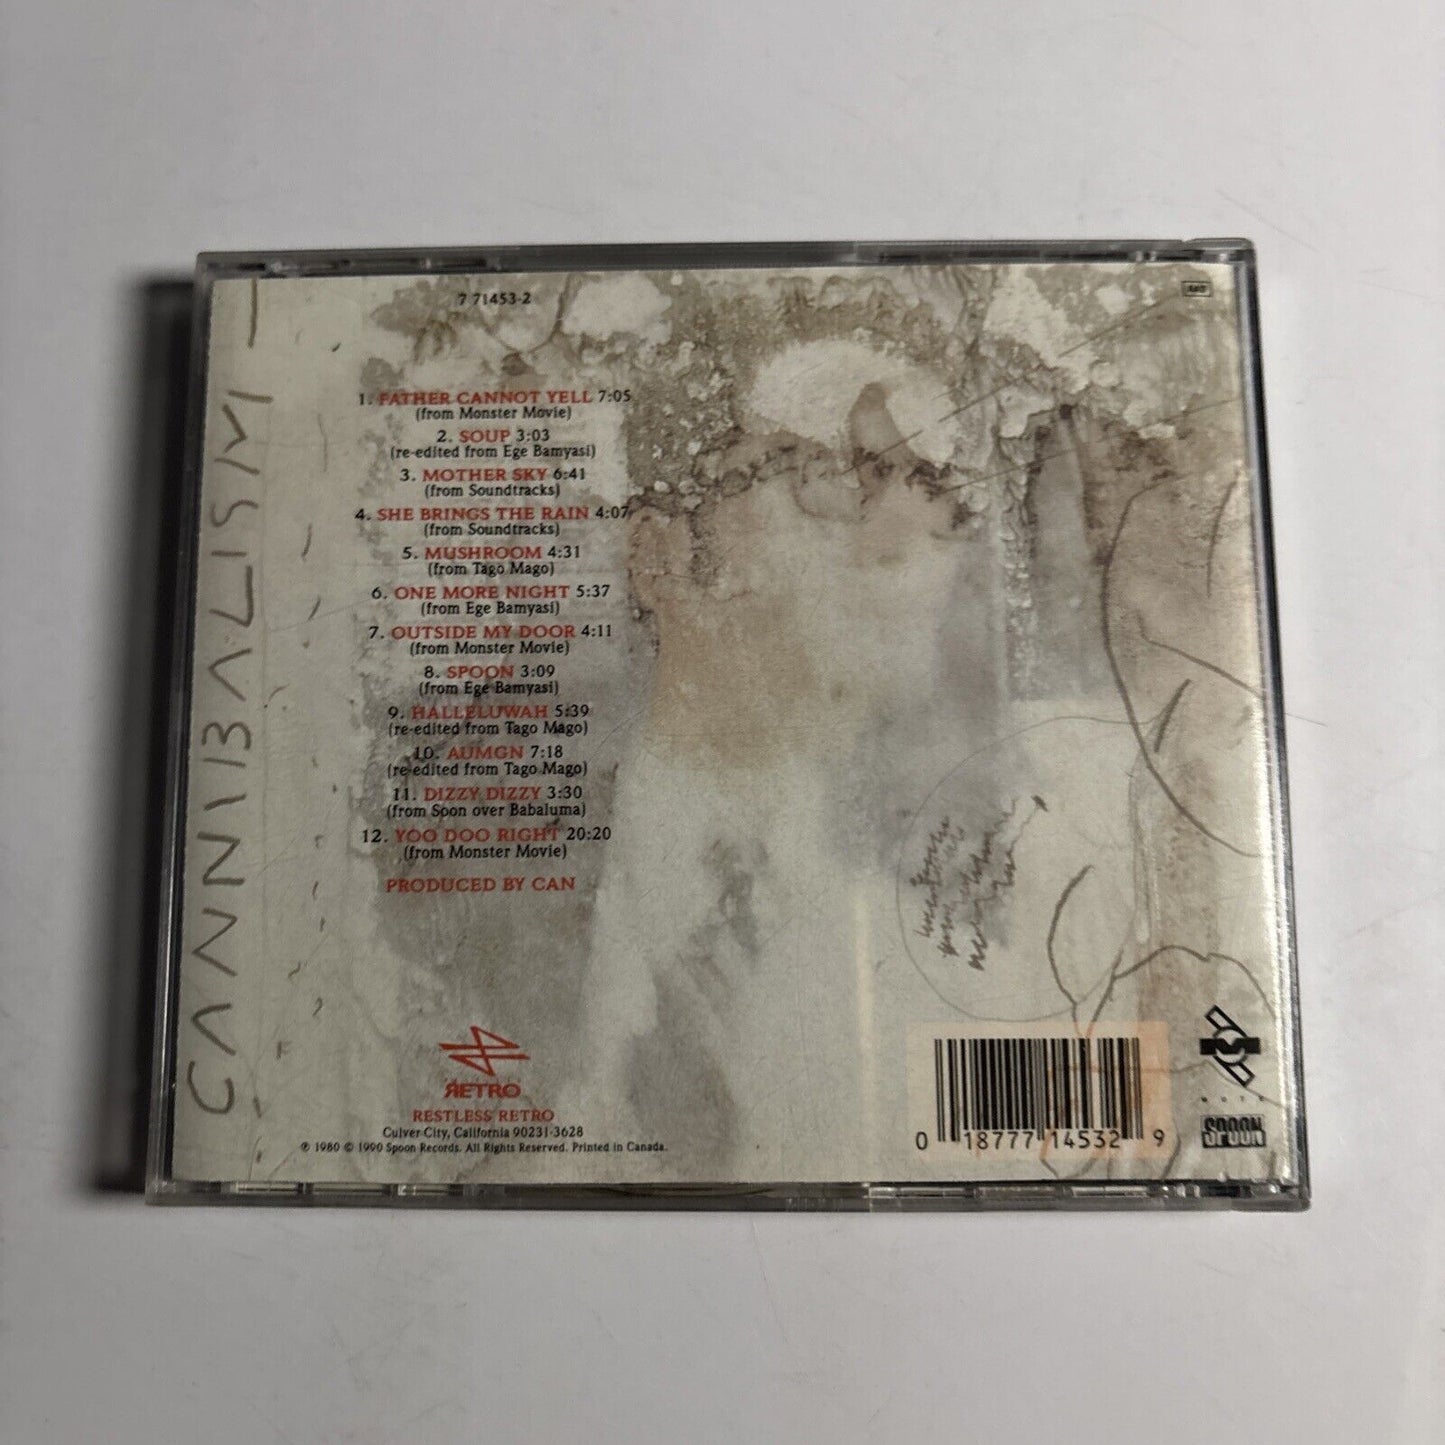 CANNIBALISM 1
7 71453-2
1. FATHER CANNOT YELL 7:05
(from Monster Movie)
2. SOUP 3:03
(re-edited from Ege Bamyasi)
3. MOTHER SKY 6:41
(from Soundtracks)
4. SHE BRINGS THE RAIN 4:07
(from Soundtracks)
5. MUSHROOM 4:31
(from Tago Mago)
6. ONE MORE NIGHT 5:37
(from Ege Bamyasi)
7. OUTSIDE MY DOOR 4:11
(from Monster Movie)
8. SPOON 3:09
(from Ege Bamyasi)
9. HALLELUWAH 5:39
(re-edited from Tago Mago)
10. AUMGN 7:18
(re-edited from Tago Mago)
11. DIZZY DIZZY 3:30
(from Soon over Babaluma)
12. YOO DOO RIGHT 20:20
(from Monster Movie)
PRODUCED BY CAN
RETRO
RESTLESS RETRO
Culver City, California 90231-3628
℗ 1980 © 1990 Spoon Records. All Rights Reserved. Printed in Canada.
0 18777 14532 9
MUTE
SPOON